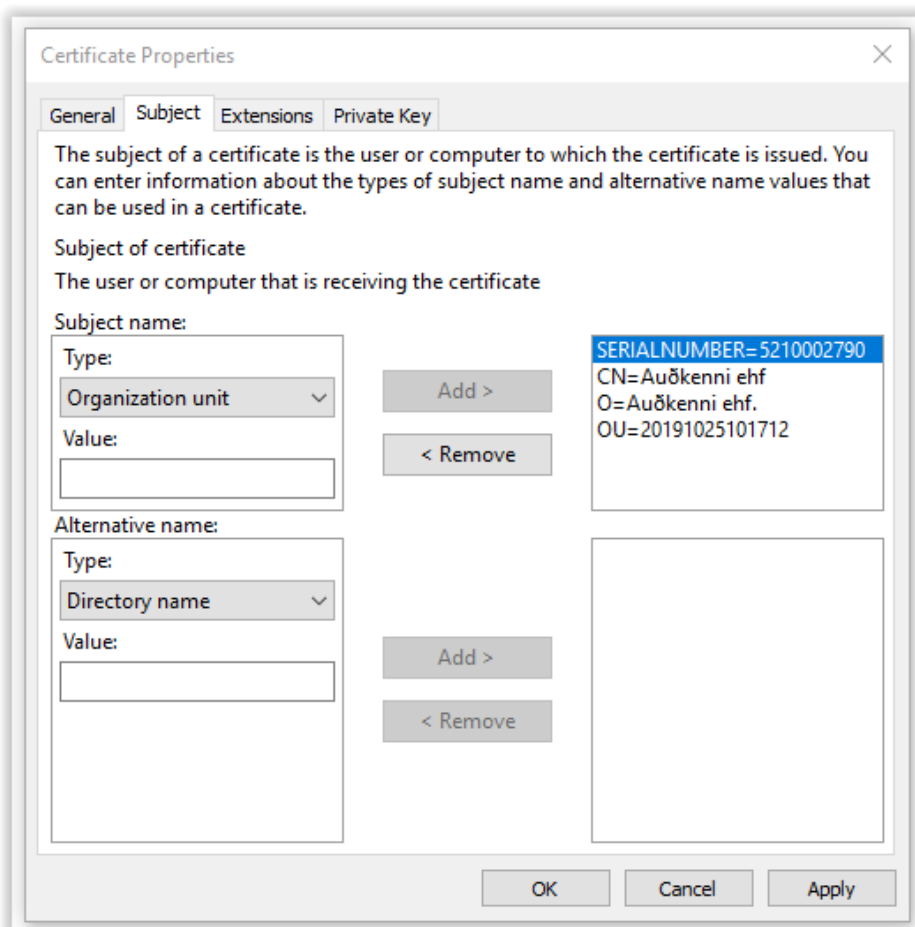 Certificate Properties
General Subject Extensions Private Key
The subject of a certificate is the user or computer to which the certificate is issued. You
can enter information about the types of subject name and alternative name values that
can be used in a certificate.
Subject of certificate
The user or computer that is receiving the certificate
Subject name:
Type:
Organization unit
Value:
Add >
< Remove
SERIALNUMBER=5210002790
CN=Auðkenni ehf
O=Auðkenni ehf.
OU=20191025101712
Alternative name:
Type:
Directory name
Value:
Add >
< Remove
OK Cancel Apply